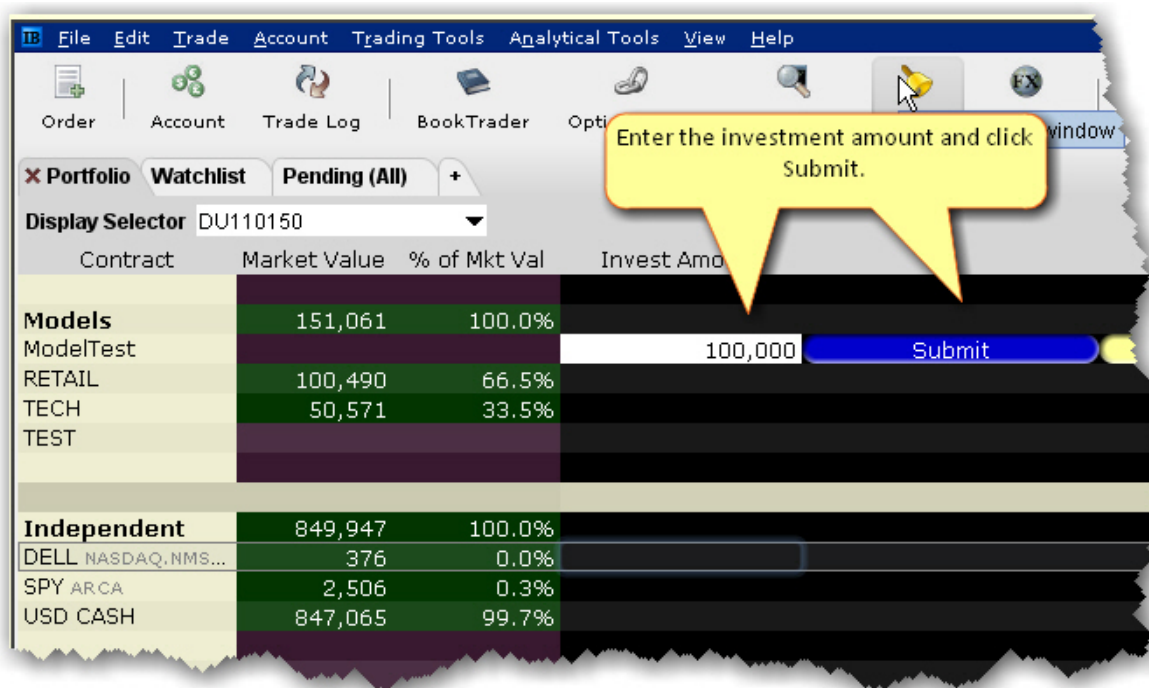 IB File Edit Trade Account Trading Tools Analytical Tools View Help
Order Account Trade Log BookTrader Opti FX
window
Enter the investment amount and click
Submit.
Portfolio Watchlist Pending (All) +
Display Selector DU110150
Contract Market Value % of Mkt Val Invest Amo
Models 151,061 100.0%
ModelTest 100,000 Submit
RETAIL 100,490 66.5%
TECH 50,571 33.5%
TEST
Independent 849,947 100.0%
DELL NASDAQ.NMS... 376 0.0%
SPY ARCA 2,506 0.3%
USD CASH 847,065 99.7%